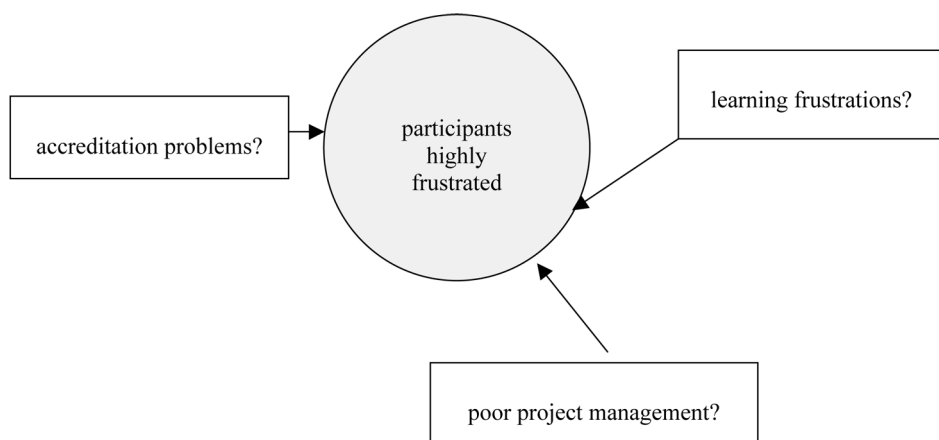 learning frustrations?
accreditation problems?
participants
highly
frustrated
poor project management?